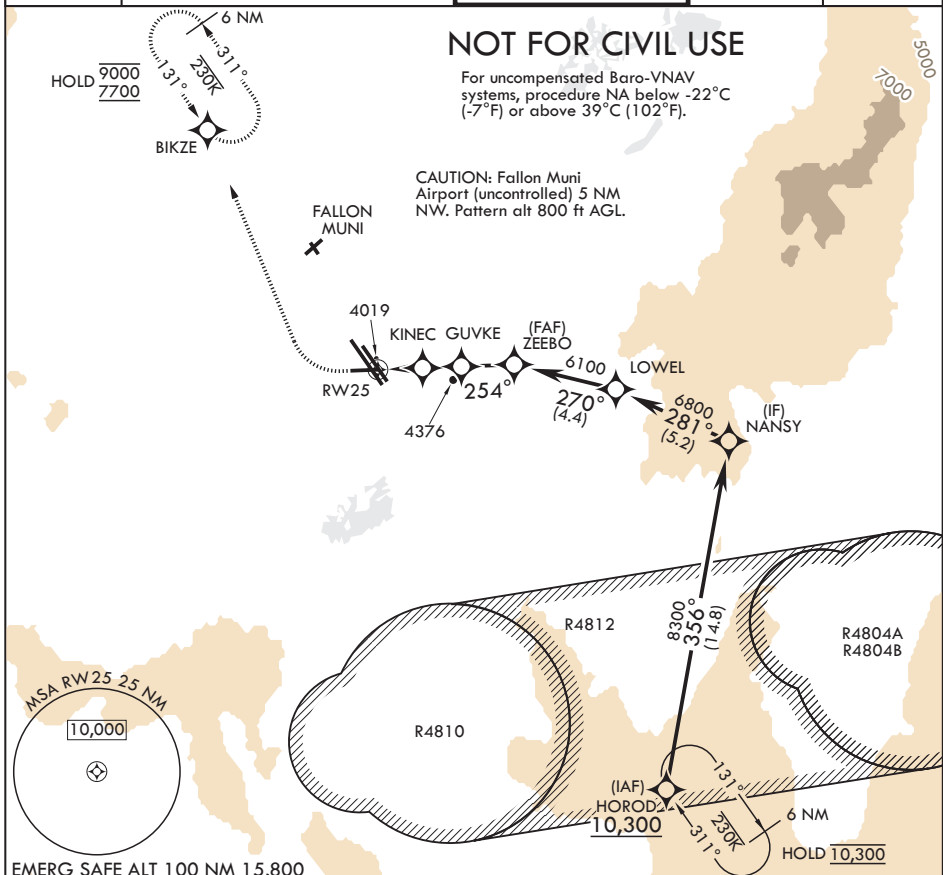 6 NM
311°
230K
131°
HOLD 9000
7700
BIKZE
NOT FOR CIVIL USE
For uncompensated Baro-VNAV
systems, procedure NA below -22°C
(-7°F) or above 39°C (102°F).
5000
7000
CAUTION: Fallon Muni
Airport (uncontrolled) 5 NM
NW. Pattern alt 800 ft AGL.
FALLON
MUNI
4019
KINEC GUVKE
(FAF)
ZEEBO
6100
LOWEL
RW25
254°
270°
(4.4)
6800
281°
(5.2)
(IF)
NANSY
4376
8300
356°
(14.8)
R4812
R4804A
R4804B
R4810
MSA RW25 25 NM
10,000
(IAF)
HOROD
10,300
131°
6 NM
230K
311°
HOLD 10,300
EMERG SAFE ALT 100 NM 15,800